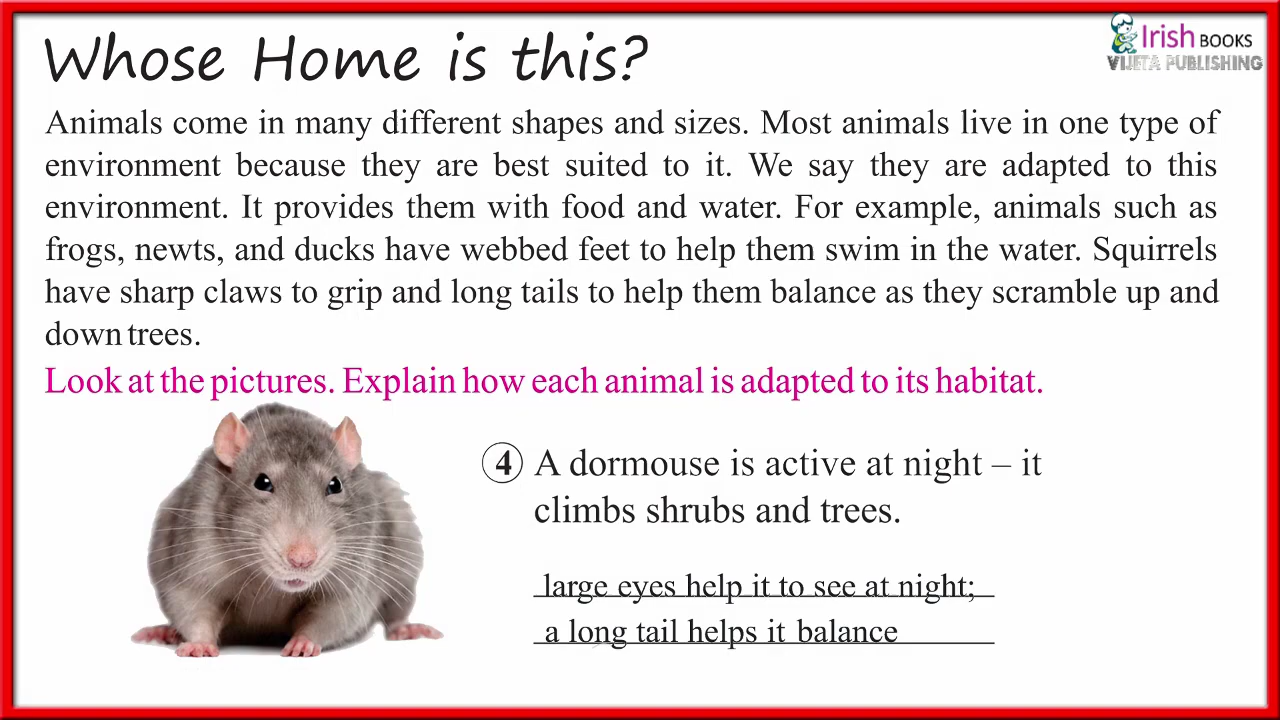 Whose Home is this?
Irish BOOKS
VIJETA PUBLISHING
Animals come in many different shapes and sizes. Most animals live in one type of
environment because they are best suited to it. We say they are adapted to this
environment. It provides them with food and water. For example, animals such as
frogs, newts, and ducks have webbed feet to help them swim in the water. Squirrels
have sharp claws to grip and long tails to help them balance as they scramble up and
down trees.
Look at the pictures. Explain how each animal is adapted to its habitat.
4 A dormouse is active at night – it
climbs shrubs and trees.
large eyes help it to see at night;
a long tail helps it balance